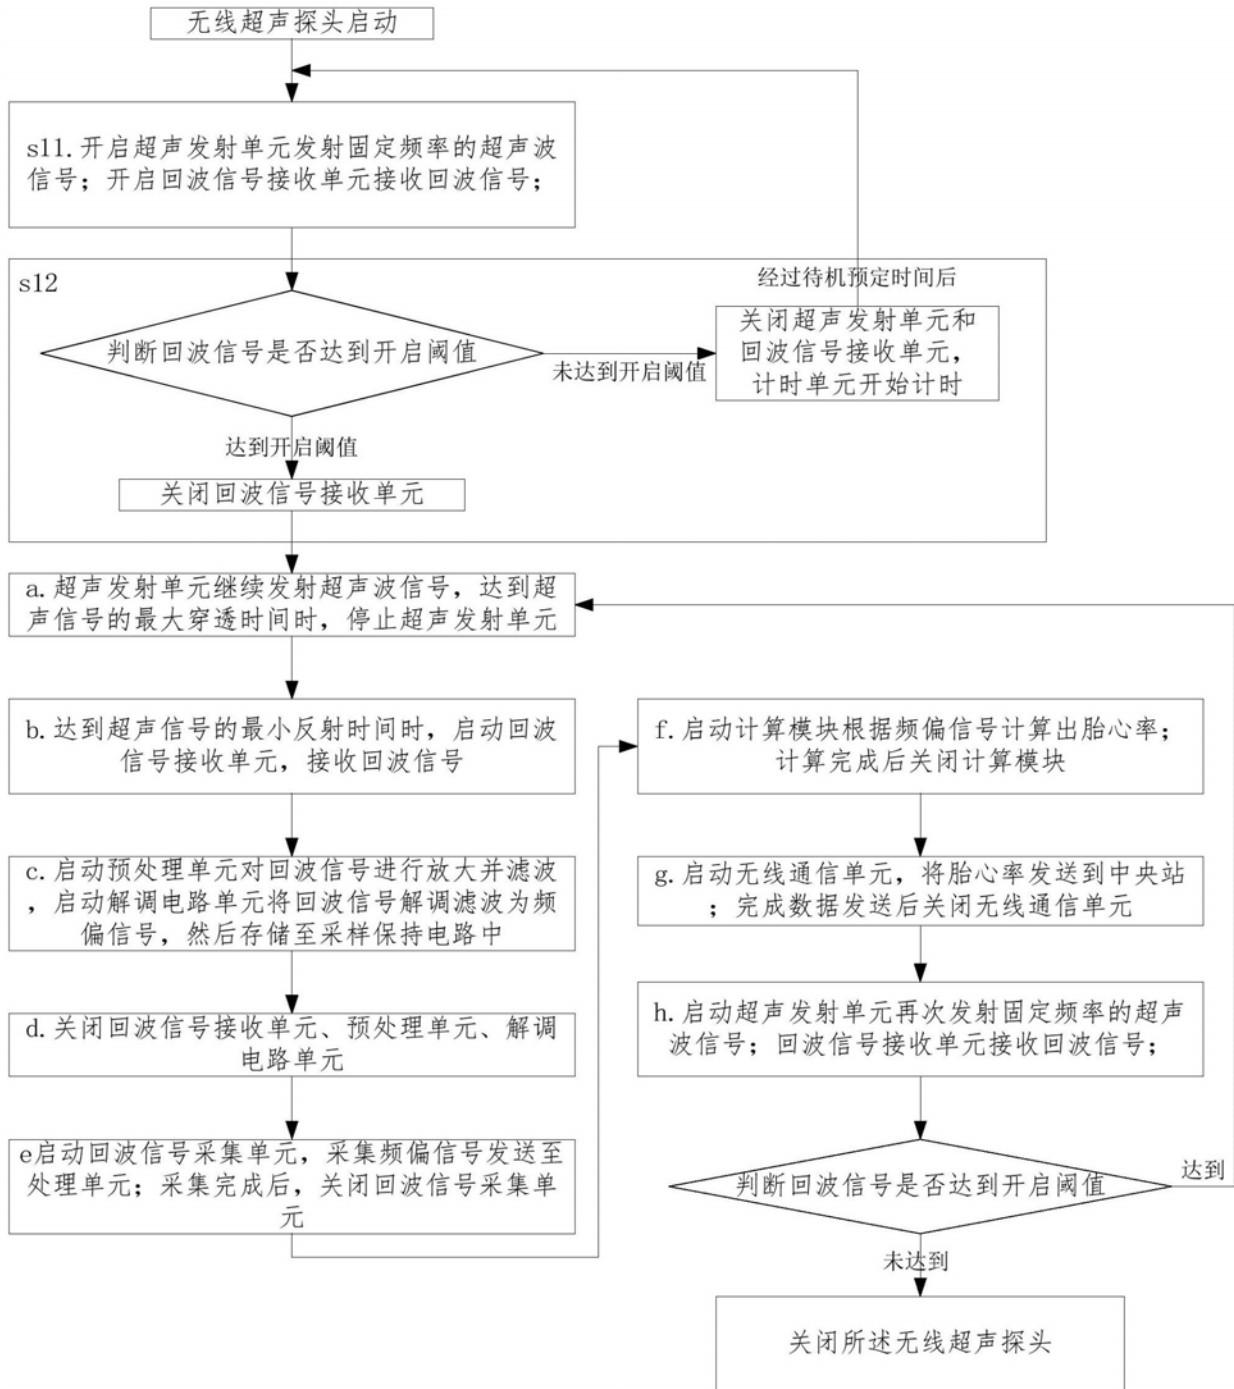 无线超声探头启动
s11.开启超声发射单元发射固定频率的超声波
信号；开启回波信号接收单元接收回波信号；
s12
判断回波信号是否达到开启阈值
未达到开启阈值
经过待机预定时间后
关闭超声发射单元和
回波信号接收单元，
计时单元开始计时
达到开启阈值
关闭回波信号接收单元
a.超声发射单元继续发射超声波信号，达到超
声信号的最大穿透时间时，停止超声发射单元
b.达到超声信号的最小反射时间时，启动回波
信号接收单元，接收回波信号
c.启动预处理单元对回波信号进行放大并滤波
，启动解调电路单元将回波信号解调滤波为频
偏信号，然后存储至采样保持电路中
d.关闭回波信号接收单元、预处理单元、解调
电路单元
e启动回波信号采集单元，采集频偏信号发送至
处理单元；采集完成后，关闭回波信号采集单
元
f.启动计算模块根据频偏信号计算出胎心率；
计算完成后关闭计算模块
g.启动无线通信单元，将胎心率发送到中央站
；完成数据发送后关闭无线通信单元
h.启动超声发射单元再次发射固定频率的超声
波信号；回波信号接收单元接收回波信号；
判断回波信号是否达到开启阈值
达到
未达到
关闭所述无线超声探头